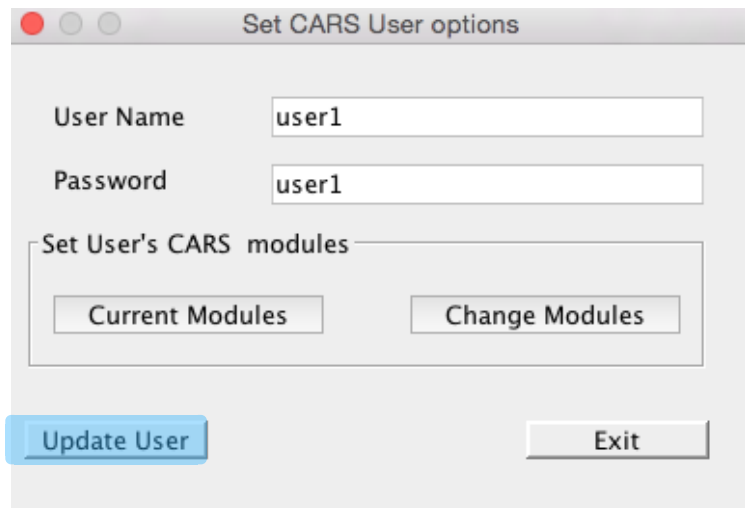 Set CARS User options
User Name user1
Password user1
Set User's CARS modules
Current Modules Change Modules
Update User Exit